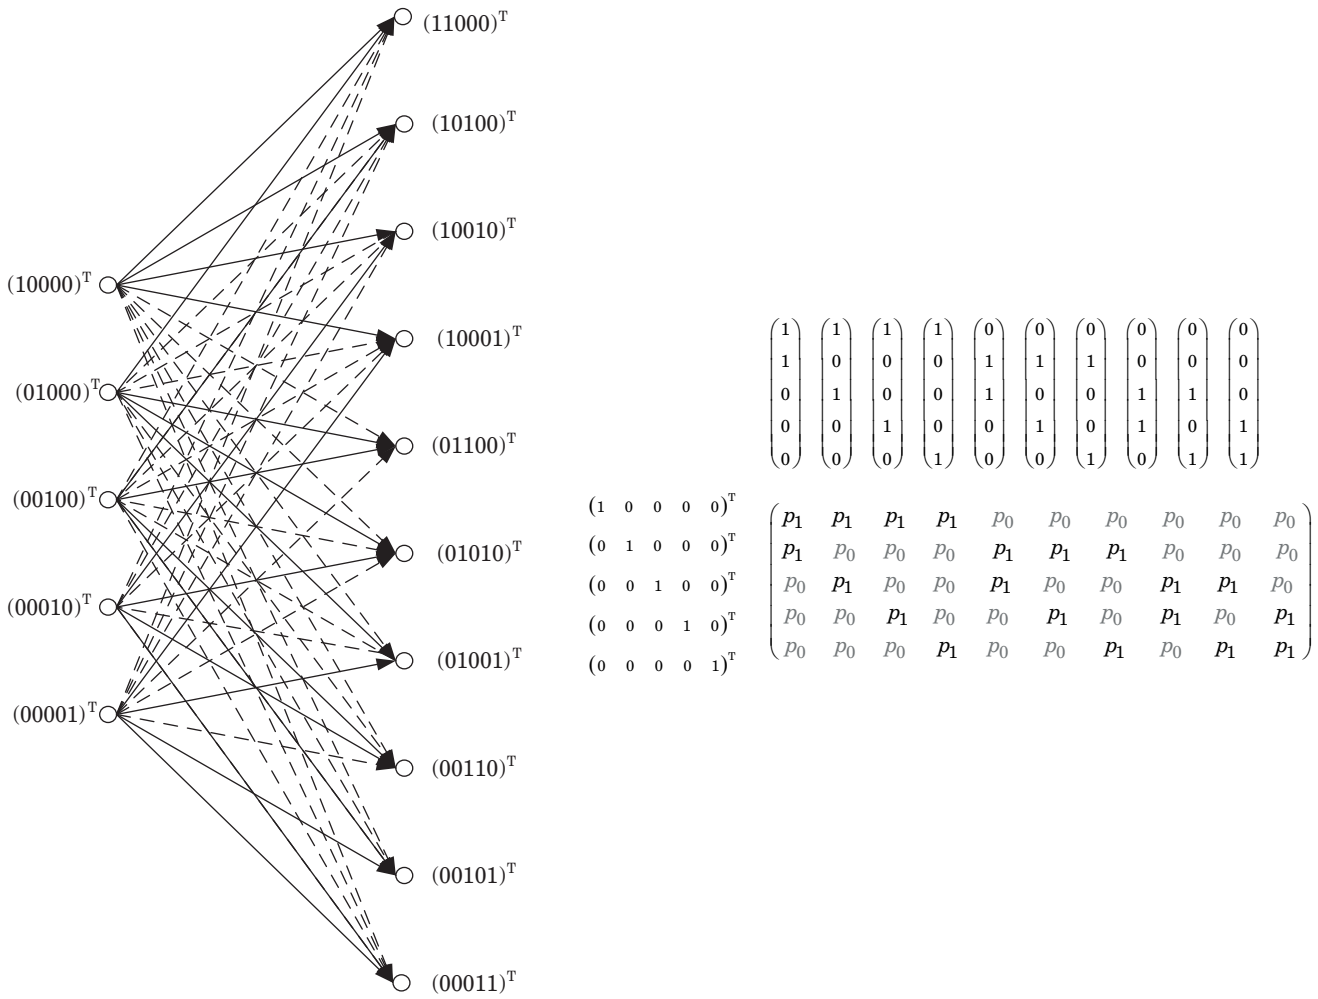 (11000)ᵀ
(10100)ᵀ
(10010)ᵀ
(10001)ᵀ
(01100)ᵀ
(01010)ᵀ
(01001)ᵀ
(00110)ᵀ
(00101)ᵀ
(00011)ᵀ
(10000)ᵀ
(01000)ᵀ
(00100)ᵀ
(00010)ᵀ
(00001)ᵀ
1 1 1 1 0 0 0 0 0 0
1 0 0 0 1 1 1 0 0 0
0 1 0 0 1 0 0 1 1 0
0 0 1 0 0 1 0 1 0 1
0 0 0 1 0 0 1 0 1 1
(1 0 0 0 0)ᵀ p₁ p₁ p₁ p₁ p₀ p₀ p₀ p₀ p₀ p₀
(0 1 0 0 0)ᵀ p₁ p₀ p₀ p₀ p₁ p₁ p₁ p₀ p₀ p₀
(0 0 1 0 0)ᵀ p₀ p₁ p₀ p₀ p₁ p₀ p₀ p₁ p₁ p₀
(0 0 0 1 0)ᵀ p₀ p₀ p₁ p₀ p₀ p₁ p₀ p₁ p₀ p₁
(0 0 0 0 1)ᵀ p₀ p₀ p₀ p₁ p₀ p₀ p₁ p₀ p₁ p₁